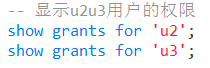 -- 显示u2u3用户的权限
show grants for 'u2';
show grants for 'u3';